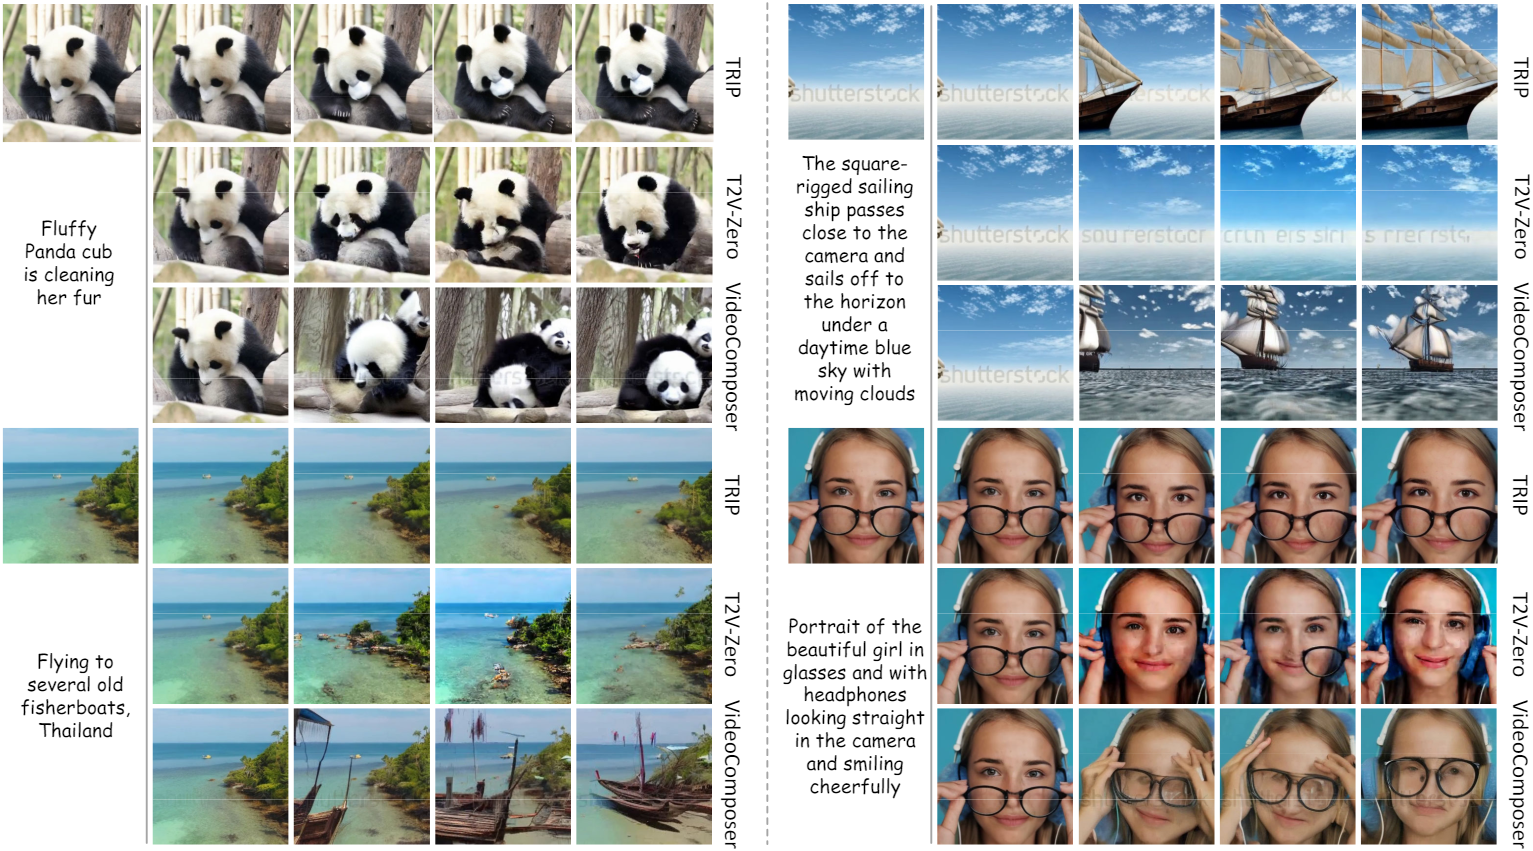 TRIP
Fluffy
Panda cub
is cleaning
her fur
T2V-Zero
VideoComposer
TRIP
Flying to
several old
fisherboats,
Thailand
T2V-Zero
VideoComposer
shutterstock
shutterstock
TRIP
The square-
rigged sailing
ship passes
close to the
camera and
sails off to
the horizon
under a
daytime blue
sky with
moving clouds
shutterstock
T2V-Zero
shutterstock
VideoComposer
TRIP
Portrait of the
beautiful girl in
glasses and with
headphones
looking straight
in the camera
and smiling
cheerfully
T2V-Zero
VideoComposer